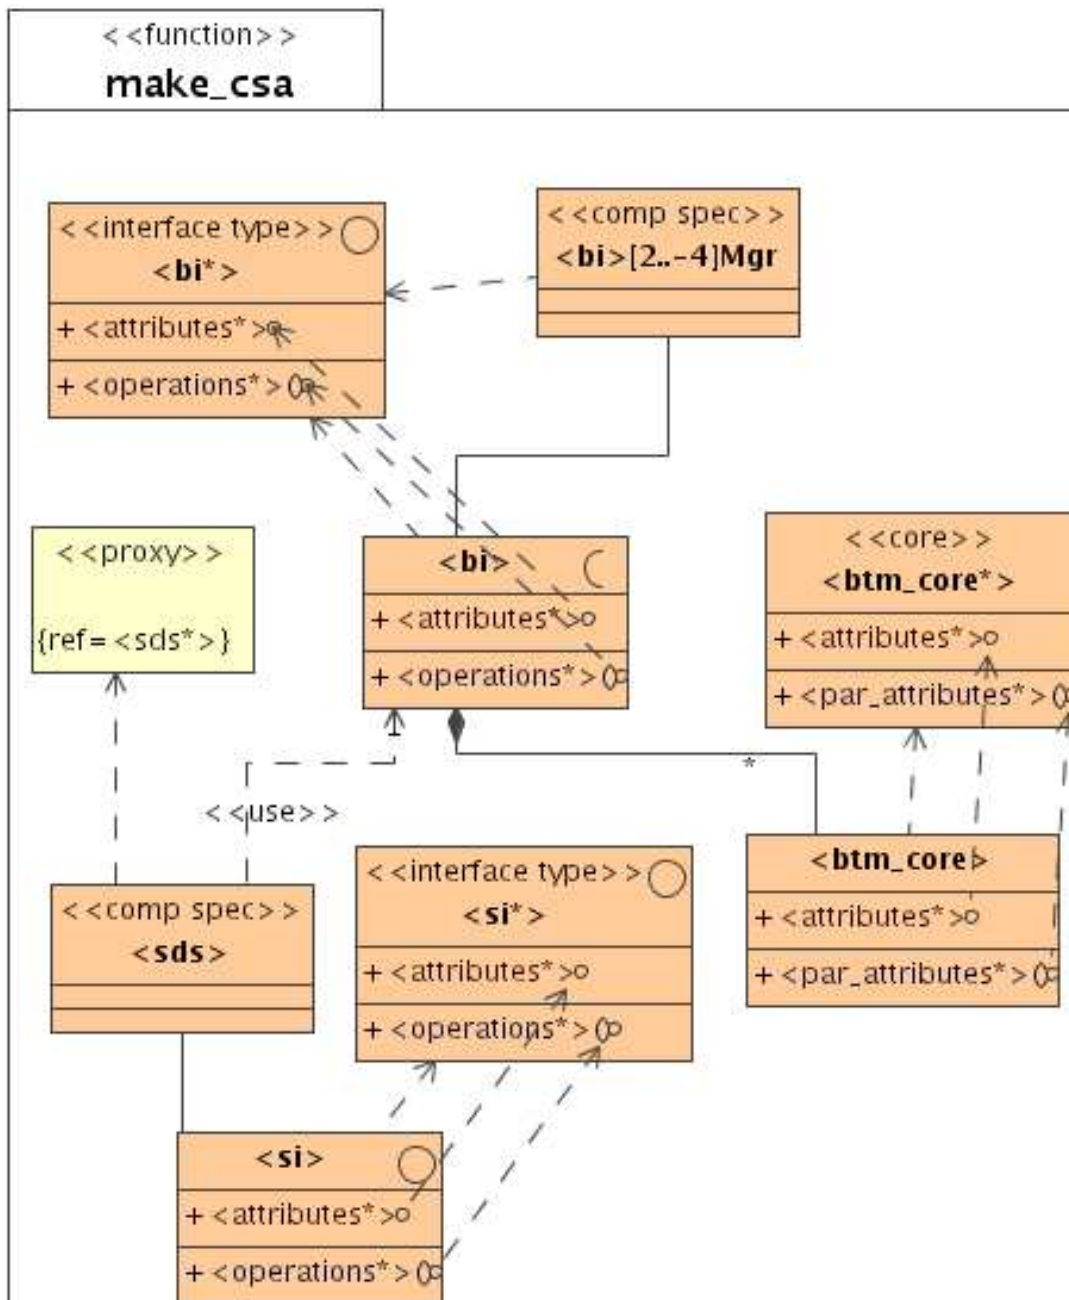 <<function>>
make_csa
<<interface type>>
<bi*>
+ <attributes*>
+ <operations*>
<<comp spec>>
<bi>[2..-4]Mgr
<<proxy>>
{ref=<sds*>}
<bi>
+ <attributes*>
+ <operations*>
<<core>>
<btm_core*>
+ <attributes*>
+ <par_attributes*>
1
*
<<use>>
<<comp spec>>
<sds>
<<interface type>>
<si*>
+ <attributes*>
+ <operations*>
<btm_core>
+ <attributes*>
+ <par_attributes*>
<si>
+ <attributes*>
+ <operations*>